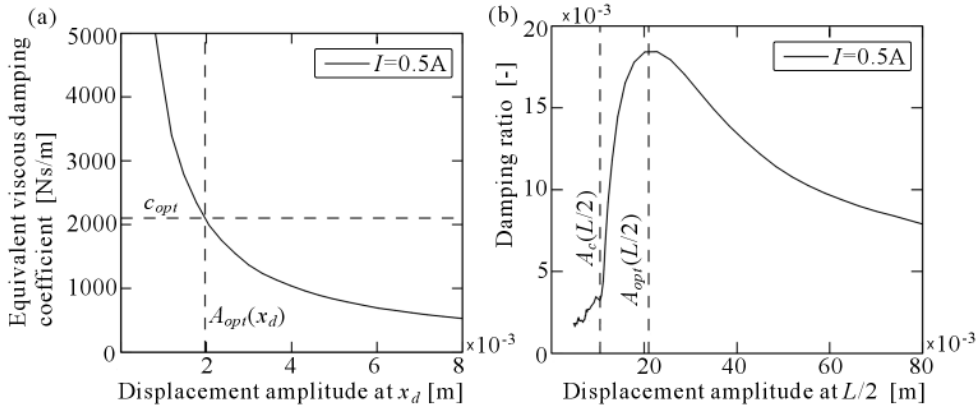 (a)
Equivalent viscous damping
coefficient [Ns/m]
5000
4000
3000
2000
1000
0
I=0.5A
c_opt
A_opt(x_d)
0 2 4 6 8
×10⁻³
Displacement amplitude at x_d [m]
(b)
×10⁻³
Damping ratio [-]
20
15
10
5
0
I=0.5A
A_c(L/2)
A_opt(L/2)
0 10 20 40 60 80
×10⁻³
Displacement amplitude at L/2 [m]